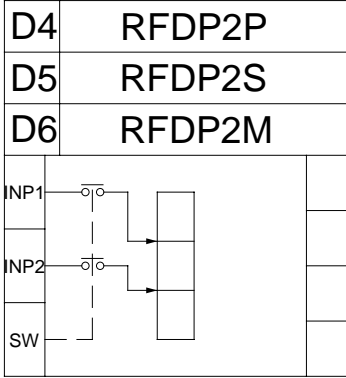 D4 RFDP2P
D5 RFDP2S
D6 RFDP2M
INP1
INP2
SW